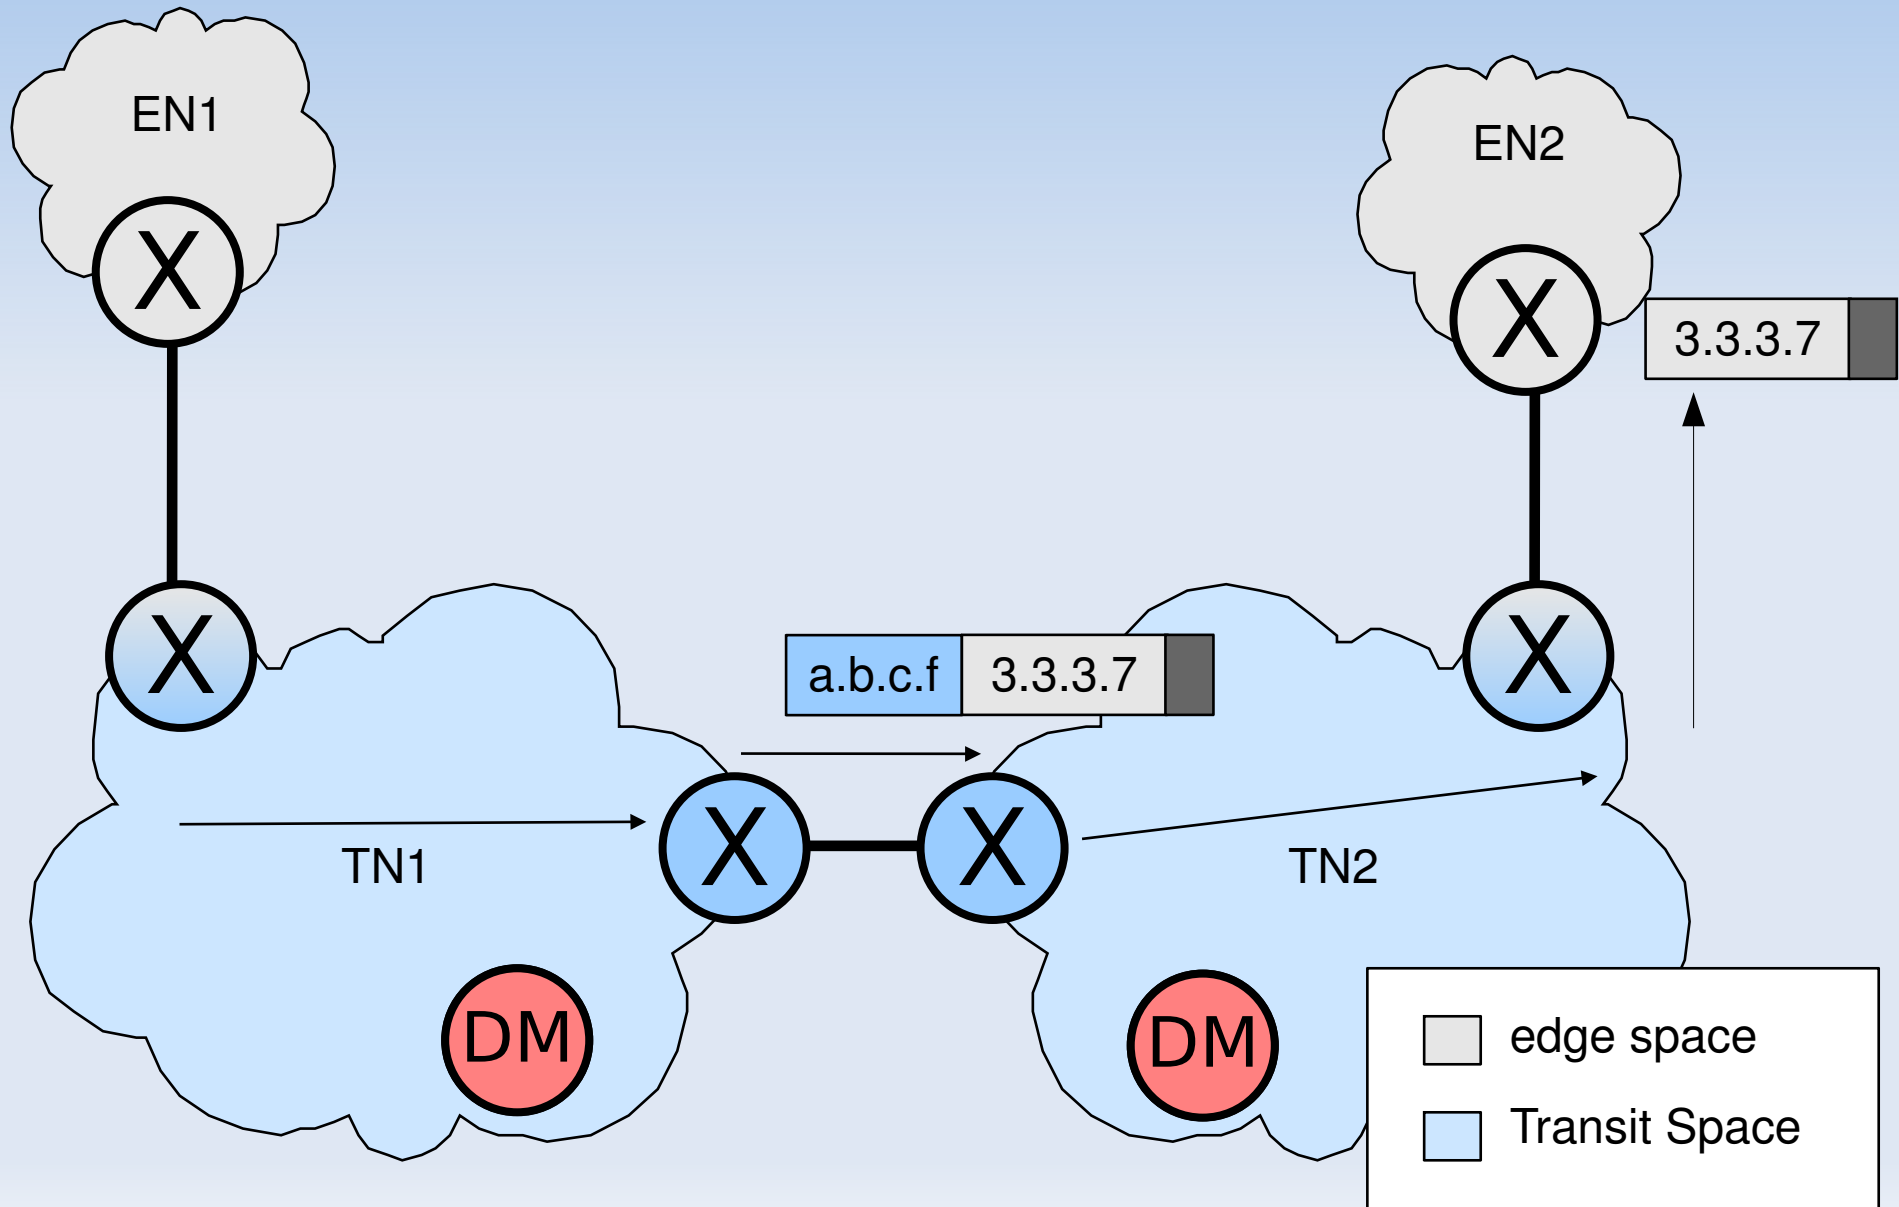 EN1
EN2
X
X
3.3.3.7
X
a.b.c.f 3.3.3.7
X
X
X
TN1
TN2
DM
DM
edge space
Transit Space